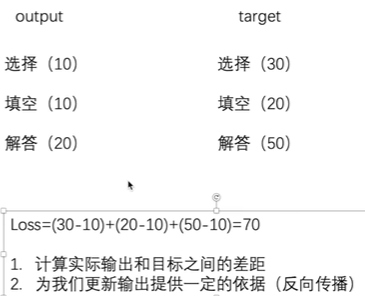 output target
选择（10） 选择（30）
填空（10） 填空（20）
解答（20） 解答（50）
Loss=(30-10)+(20-10)+(50-10)=70
1. 计算实际输出和目标之间的差距
2. 为我们更新输出提供一定的依据（反向传播）